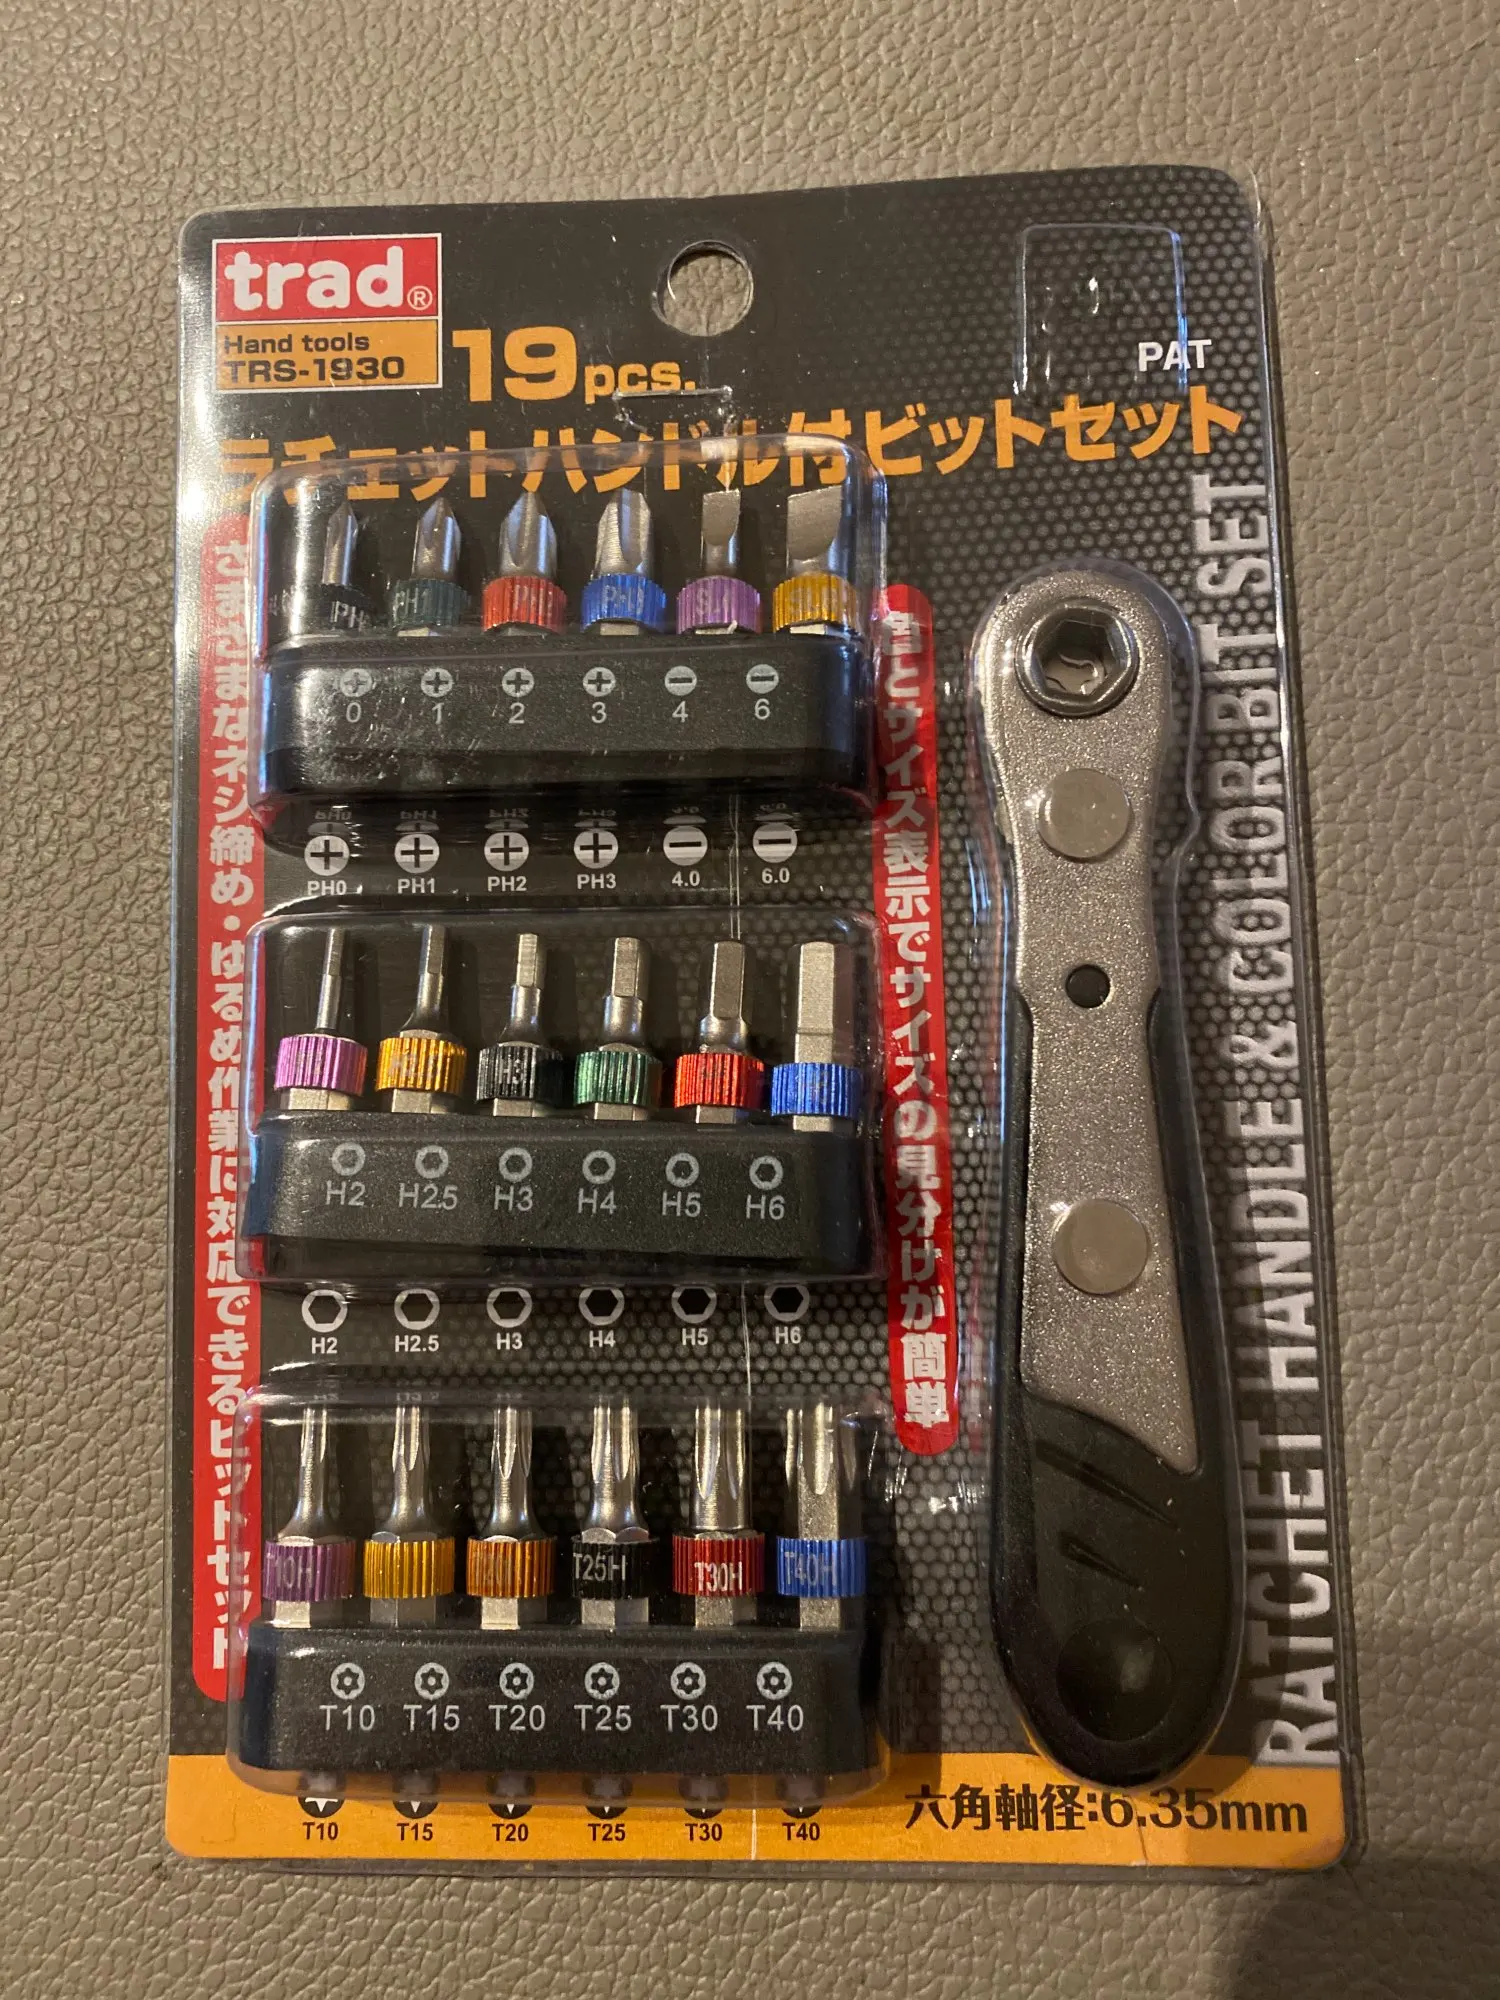 trad®
Hand tools
TRS-1930
19pcs.
PAT
ラチェットハンドル付ビットセット
さまざまなネジ締め・ゆるめ作業に対応できるビットセット
色とサイズ表示でサイズの見分けが簡単
RATCHET HANDLE & COLOR BIT SET
PH1
0 1 2 3 4 6
PH0 PH1 PH2 PH3 4.0 6.0
H3
H2 H2.5 H3 H4 H5 H6
H2 H2.5 H3 H4 H5 H6
T10H T25H T30H T40H
T10 T15 T20 T25 T30 T40
T10 T15 T20 T25 T30 T40
六角軸径:6.35mm